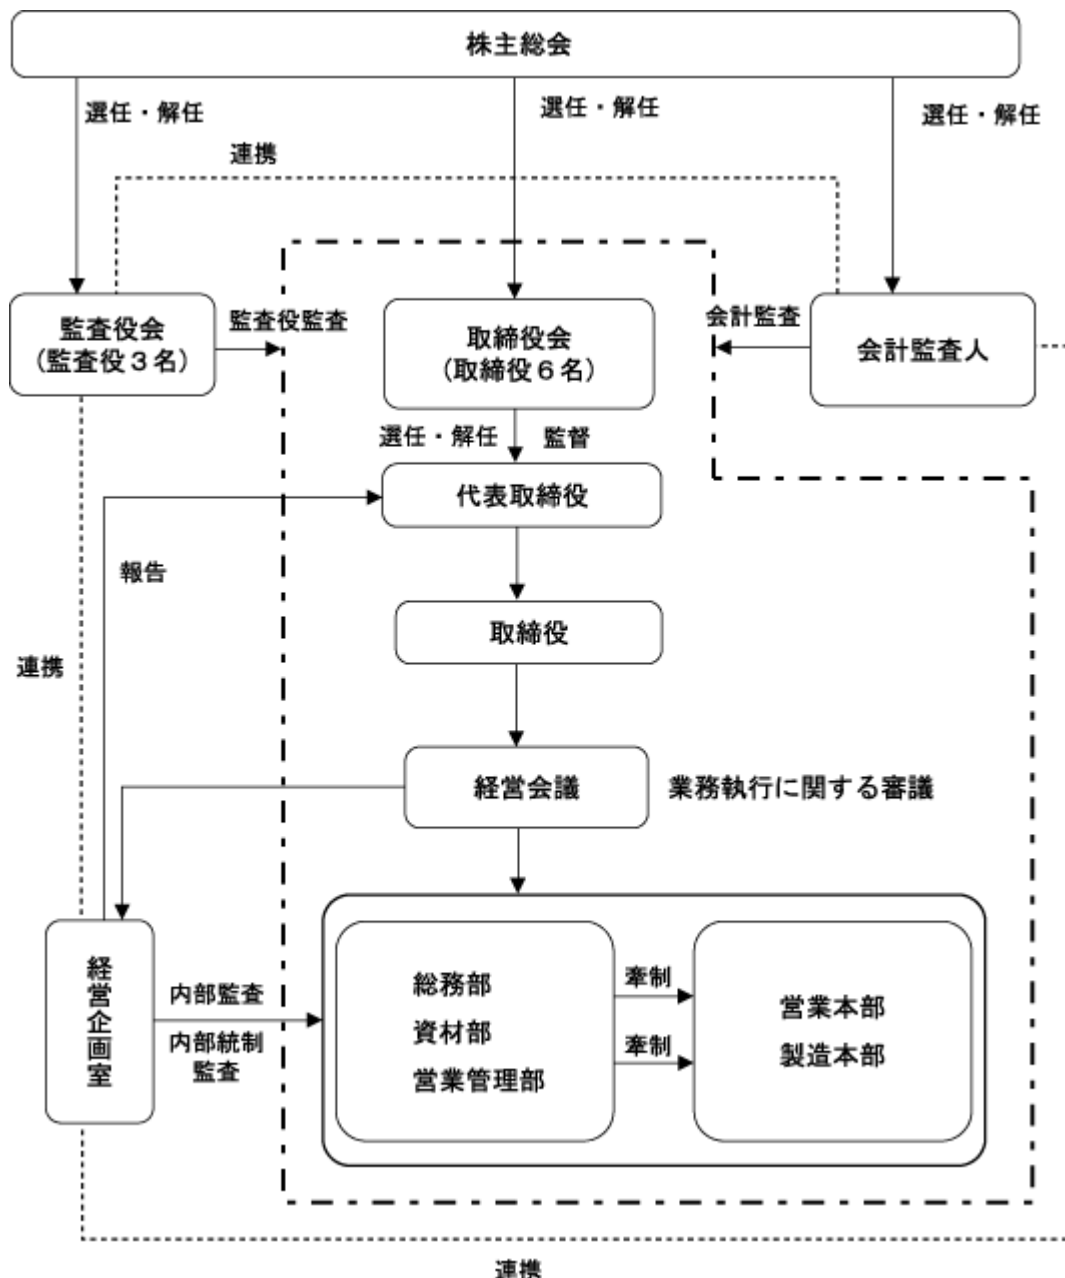 株主総会
選任・解任
選任・解任
選任・解任
連携
監査役会
（監査役３名）
監査役監査
取締役会
（取締役６名）
会計監査
会計監査人
選任・解任
監督
代表取締役
報告
取締役
連携
経営会議
業務執行に関する審議
経営企画室
内部監査
内部統制
監査
総務部
資材部
営業管理部
牽制
牽制
営業本部
製造本部
連携